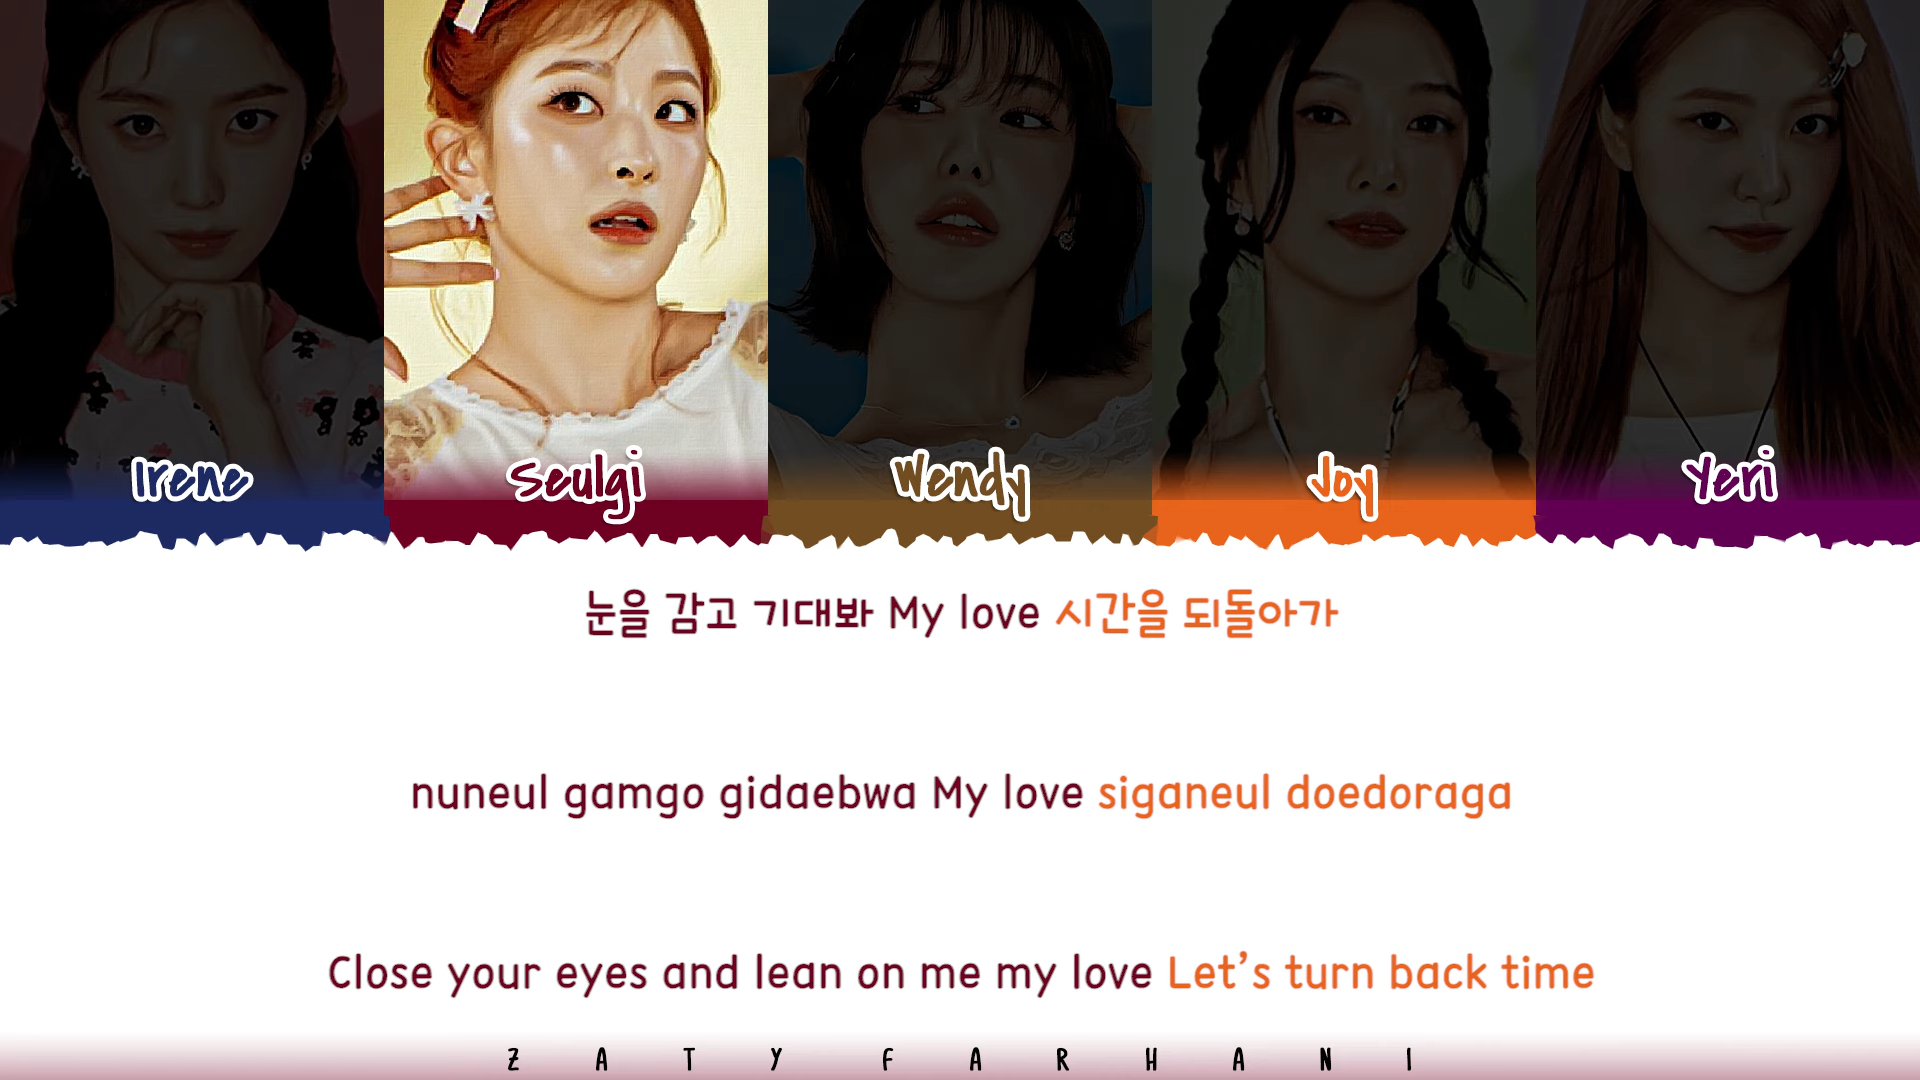 Irene Seulgi Wendy Joy Yeri
눈을 감고 기대봐 My love 시간을 되돌아가
nuneul gamgo gidaebwa My love siganeul doedoraga
Close your eyes and lean on me my love Let's turn back time
ZATY FARHANI